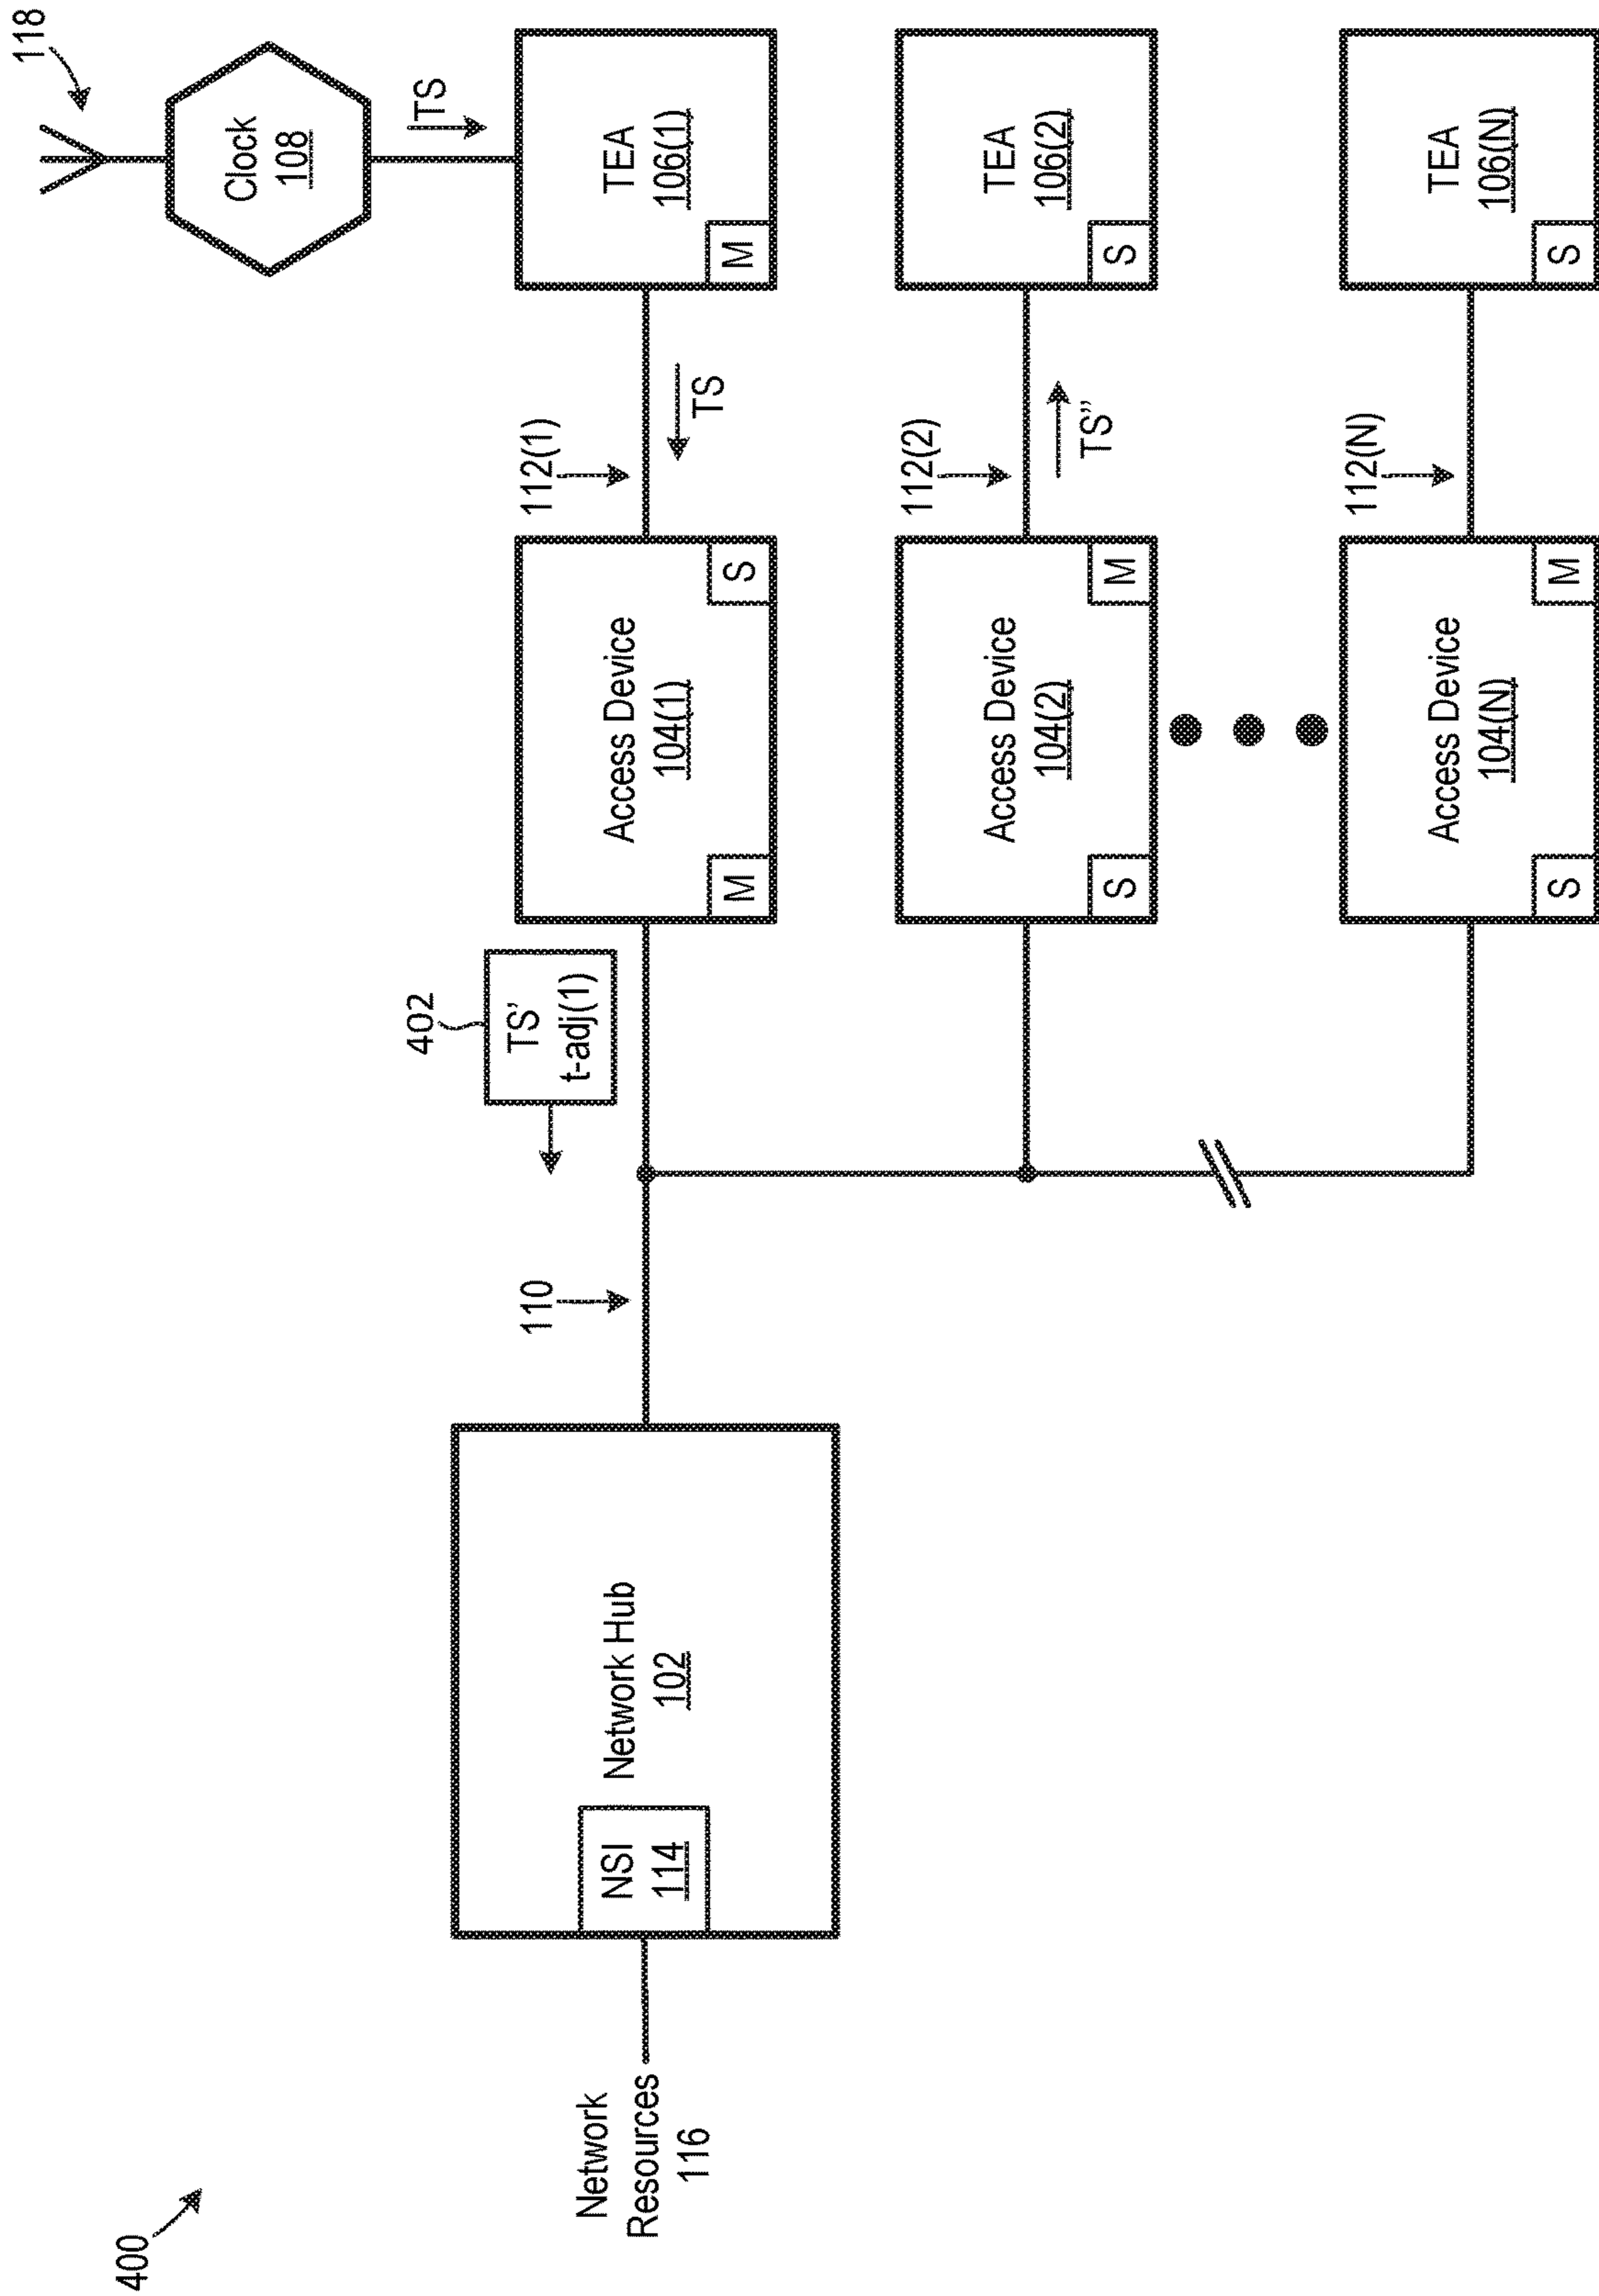 400
118
Clock
108
TS
402
TS'
t-adj(1)
110
112(1)
TS
Network
Resources
116
NSI
114
Network Hub
102
M
Access Device
104(1)
S
M
TEA
106(1)
112(2)
TS"
S
Access Device
104(2)
M
S
TEA
106(2)
112(N)
S
Access Device
104(N)
M
S
TEA
106(N)